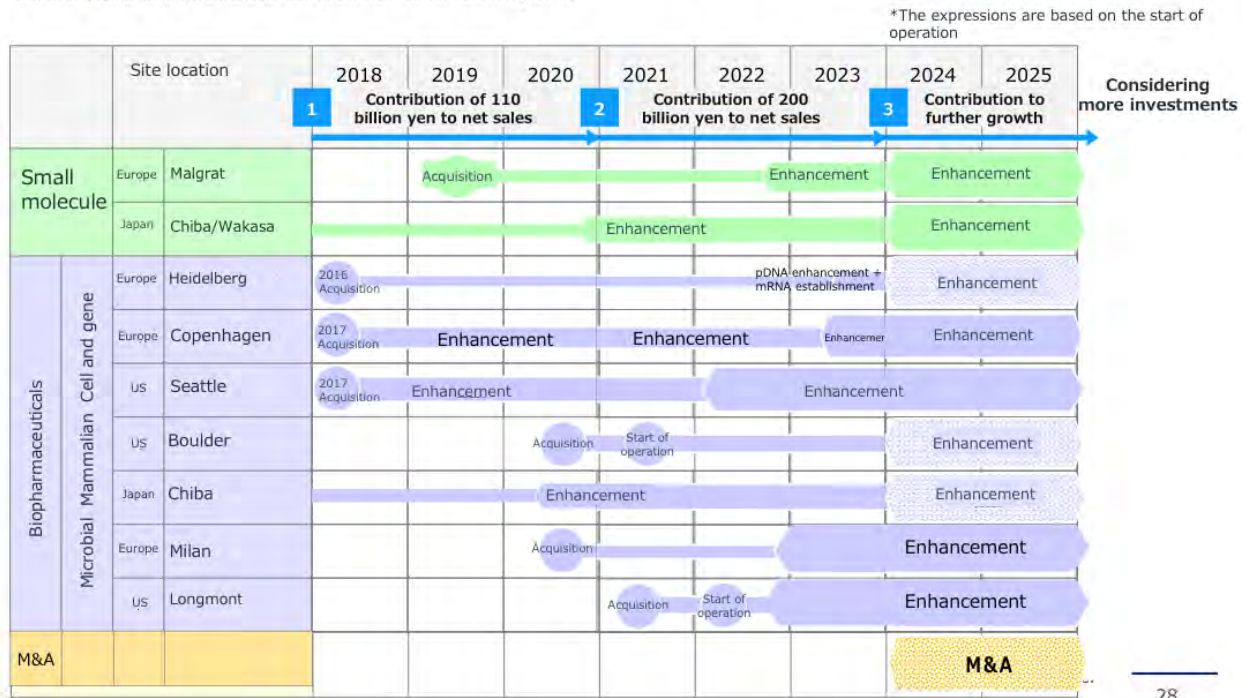 *The expressions are based on the start of
operation
Site location
2018 2019 2020 2021 2022 2023 2024 2025
Considering
more investments
1 Contribution of 110
billion yen to net sales
2 Contribution of 200
billion yen to net sales
3 Contribution to
further growth
Small
molecule
Europe Malgrat Acquisition Enhancement Enhancement
Japan Chiba/Wakasa Enhancement Enhancement
Biopharmaceuticals
Microbial Mammalian Cell and gene
Europe Heidelberg 2016
Acquisition pDNA enhancement +
mRNA establishment Enhancement
Europe Copenhagen 2017
Acquisition Enhancement Enhancement Enhancemer Enhancement
US Seattle 2017
Acquisition Enhancement Enhancement
US Boulder Acquisition Start of
operation Enhancement
Japan Chiba Enhancement Enhancement
Europe Milan Acquisition Enhancement
US Longmont Acquisition Start of
operation Enhancement
M&A M&A
28